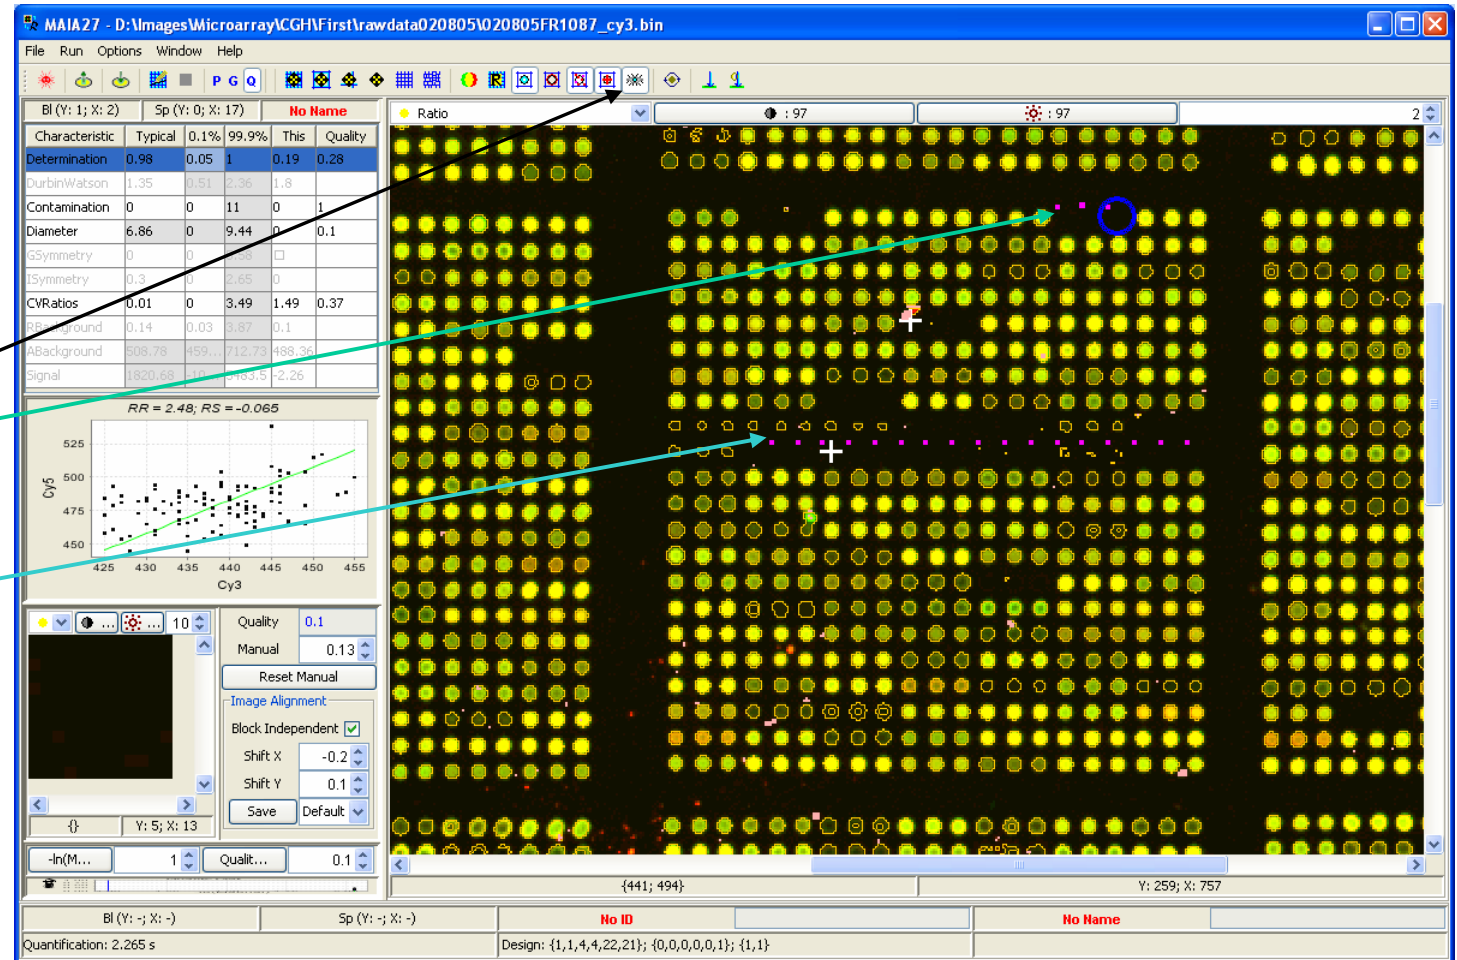 MAIA27 - D:\Images\Microarray\CGH\First\rawdata020805\020805FR1087_cy3.bin
File Run Options Window Help
P G Q
Bl (Y: 1; X: 2) Sp (Y: 0; X: 17) No Name
Ratio : 97 : 97 2
Characteristic Typical 0.1% 99.9% This Quality
Determination 0.98 0.05 1 0.19 0.28
DurbinWatson 1.35 0.51 2.36 1.8
Contamination 0 0 11 0 1
Diameter 6.86 0 9.44 0 0.1
GSymmetry 0 0
ISymmetry 0.3 0 2.65 0
CVRatios 0.01 0 3.49 1.49 0.37
RBackground 0.14 0.03 3.87 0.1
ABackground 508.78 459... 712.73 488.36
Signal 1820.68 -2.26
RR = 2.48; RS = -0.065
525
500
475
450
Cy5
425 430 435 440 445 450 455
Cy3
... ... 10
Quality 0.1
Manual 0.13
Reset Manual
Image Alignment
Block Independent
Shift X -0.2
Shift Y 0.1
Save Default
{} Y: 5; X: 13
-ln(M... 1 Qualit... 0.1
{441; 494} Y: 259; X: 757
Bl (Y: -; X: -) Sp (Y: -; X: -) No ID No Name
Quantification: 2.265 s Design: {1,1,4,4,22,21}; {0,0,0,0,0,1}; {1,1}